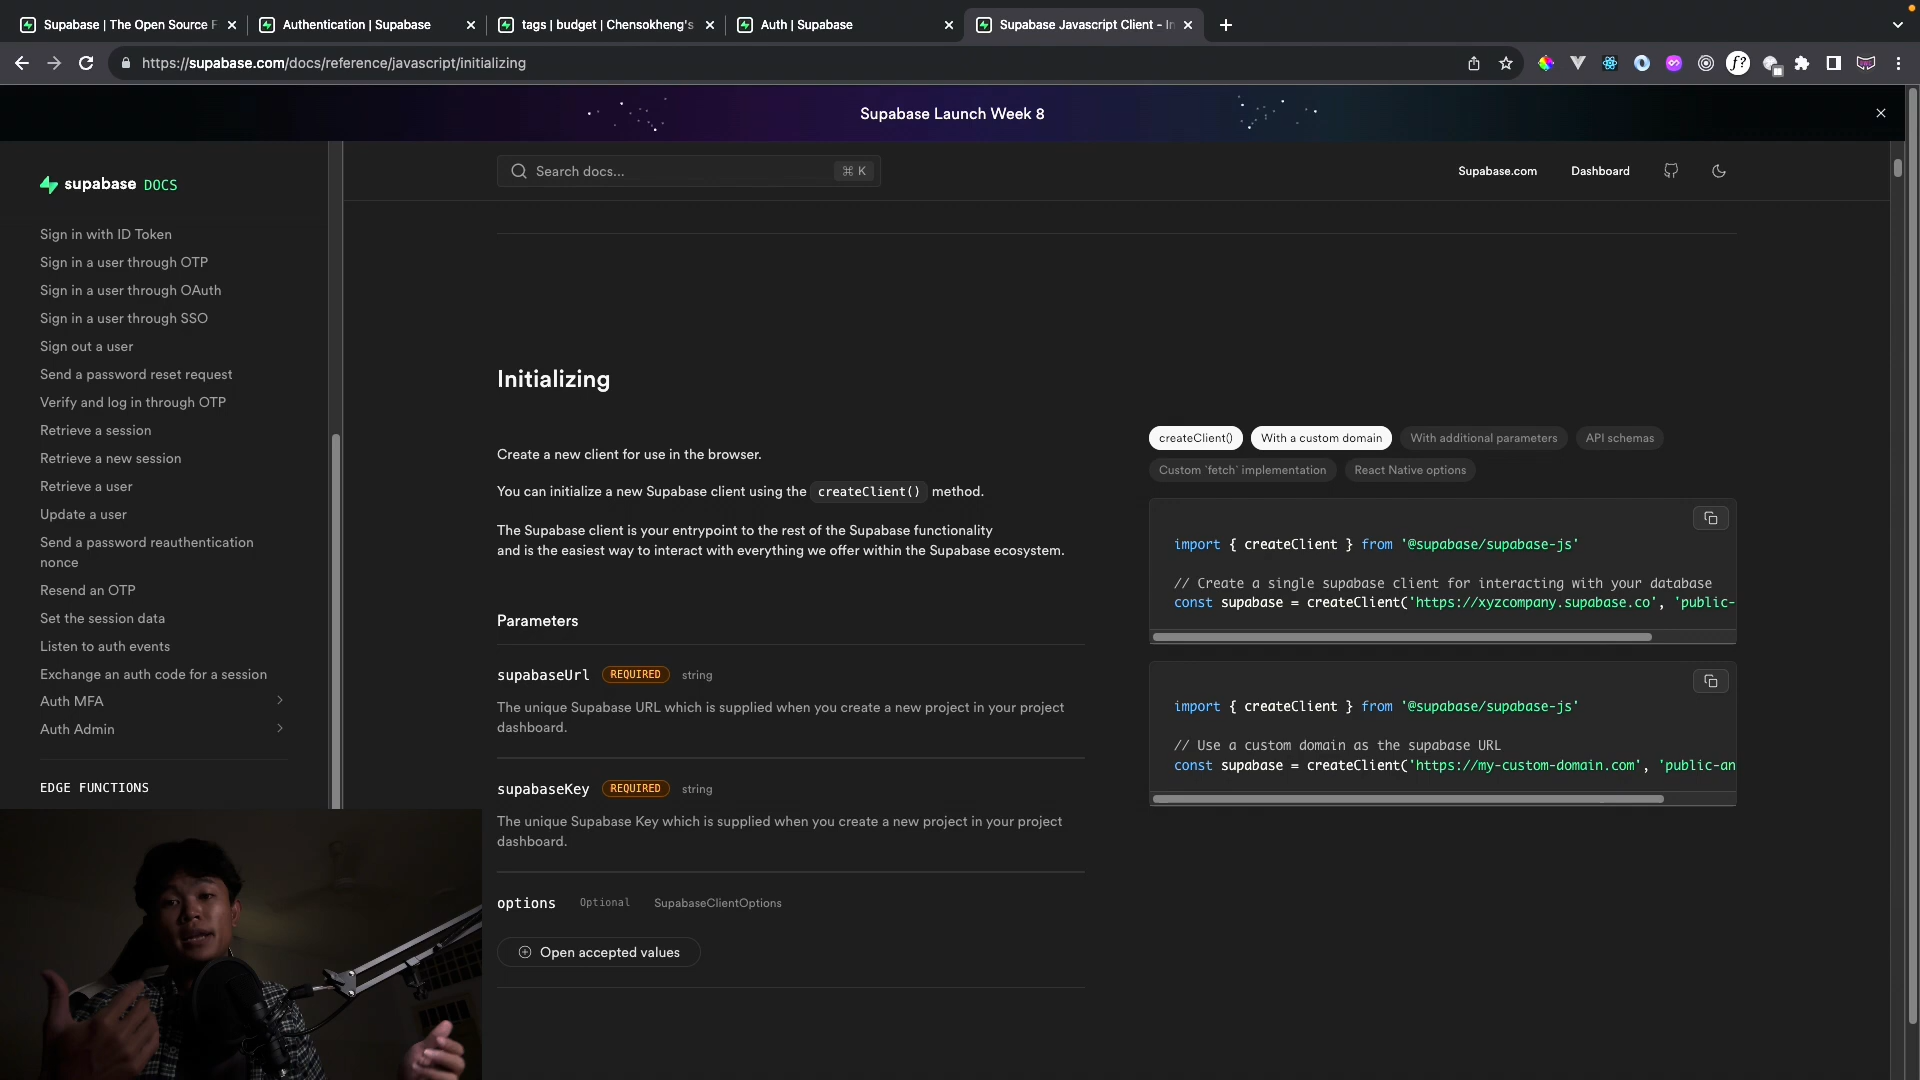 Supabase | The Open Source F
Authentication | Supabase
tags | budget | Chensokheng's
Auth | Supabase
Supabase Javascript Client - In
https://supabase.com/docs/reference/javascript/initializing
f?
Supabase Launch Week 8
supabase DOCS
Search docs...
⌘ K
Supabase.com
Dashboard
Sign in with ID Token
Sign in a user through OTP
Sign in a user through OAuth
Sign in a user through SSO
Sign out a user
Send a password reset request
Verify and log in through OTP
Retrieve a session
Retrieve a new session
Retrieve a user
Update a user
Send a password reauthentication
nonce
Resend an OTP
Set the session data
Listen to auth events
Exchange an auth code for a session
Auth MFA
Auth Admin
EDGE FUNCTIONS
Initializing
Create a new client for use in the browser.
You can initialize a new Supabase client using the createClient() method.
The Supabase client is your entrypoint to the rest of the Supabase functionality
and is the easiest way to interact with everything we offer within the Supabase ecosystem.
Parameters
supabaseUrl REQUIRED string
The unique Supabase URL which is supplied when you create a new project in your project
dashboard.
supabaseKey REQUIRED string
The unique Supabase Key which is supplied when you create a new project in your project
dashboard.
options Optional SupabaseClientOptions
Open accepted values
createClient() With a custom domain With additional parameters API schemas
Custom `fetch` implementation React Native options
import { createClient } from '@supabase/supabase-js'
// Create a single supabase client for interacting with your database
const supabase = createClient('https://xyzcompany.supabase.co', 'public-
import { createClient } from '@supabase/supabase-js'
// Use a custom domain as the supabase URL
const supabase = createClient('https://my-custom-domain.com', 'public-an